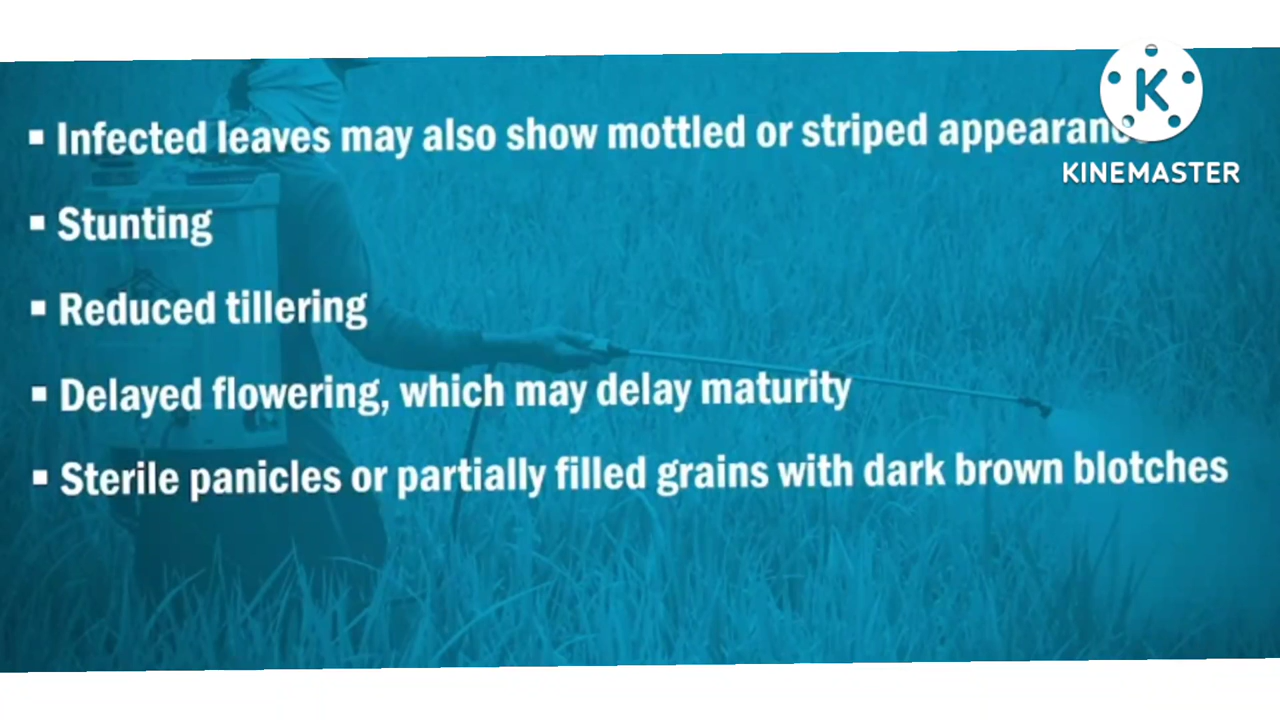 ▪ Infected leaves may also show mottled or striped
K
KINEMASTER
▪ Stunting
▪ Reduced tillering
▪ Delayed flowering, which may delay maturity
▪ Sterile panicles or partially filled grains with dark brown blotches